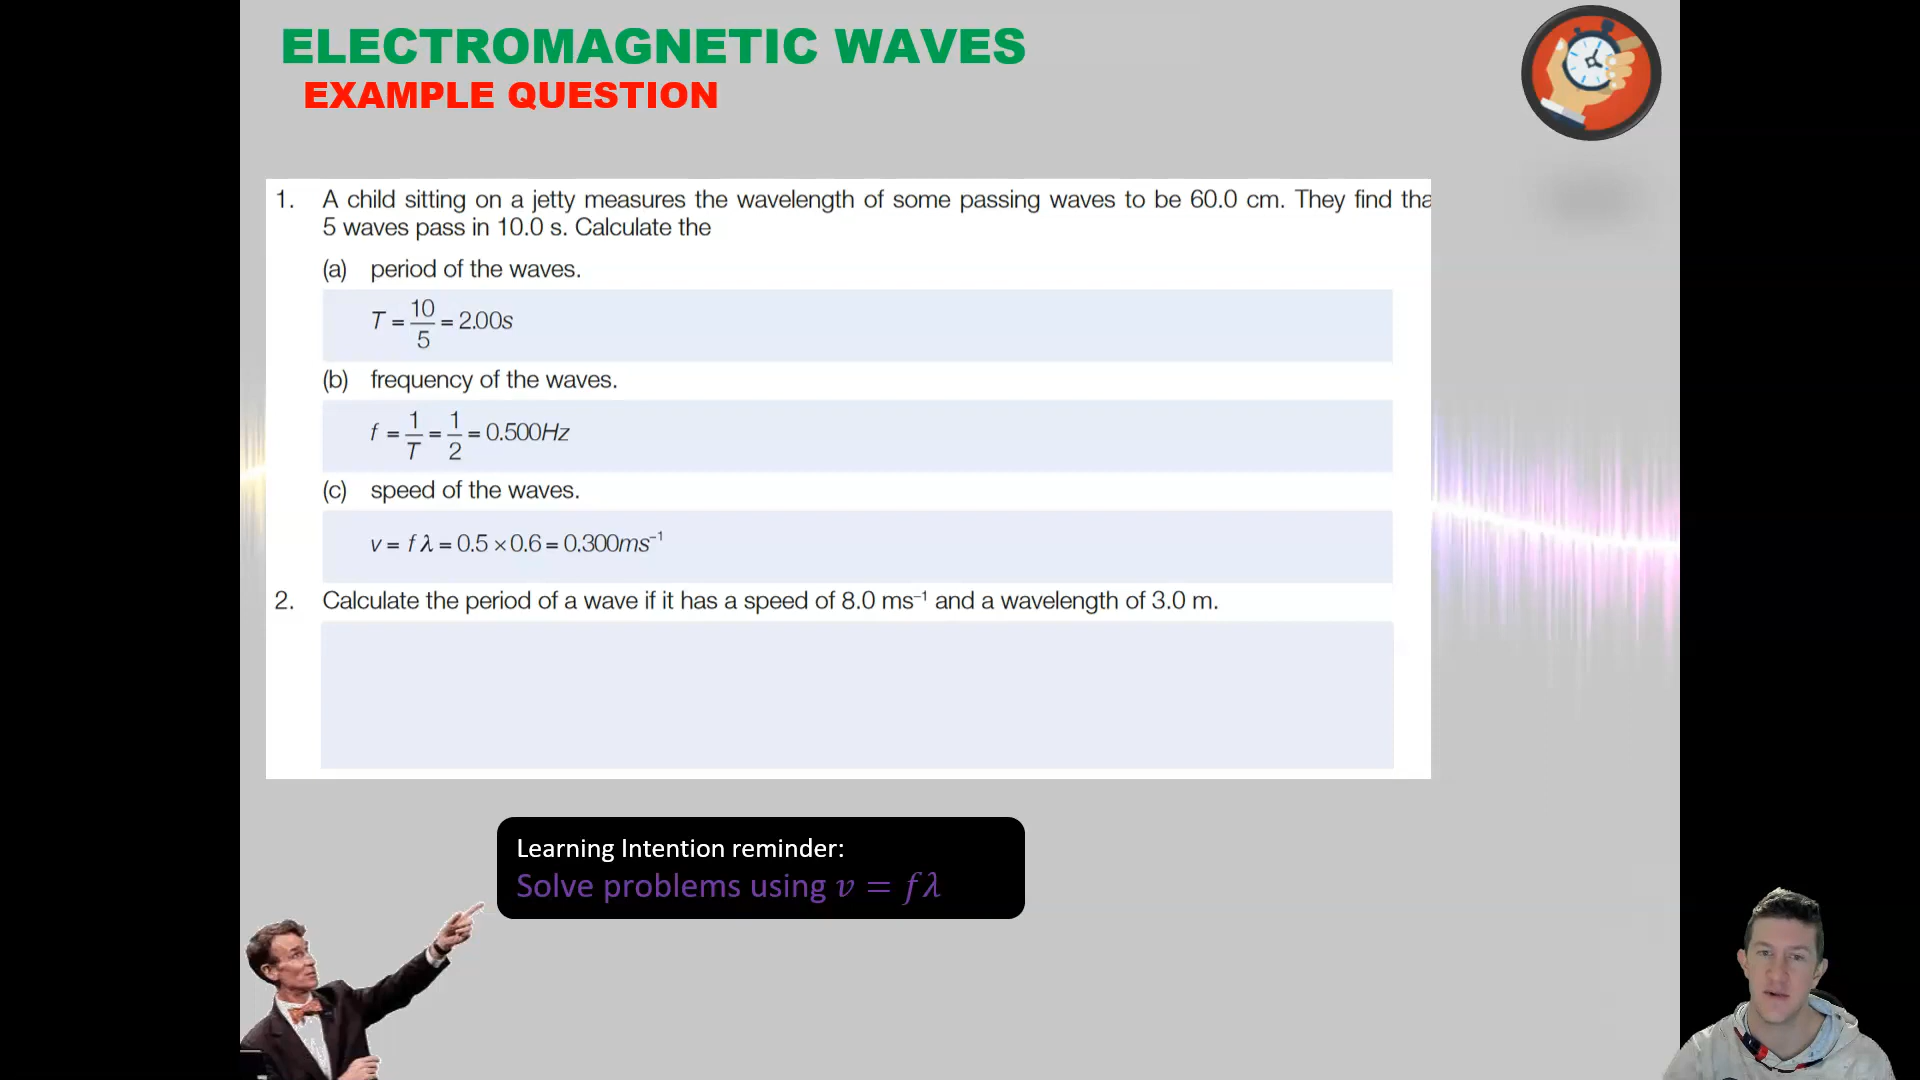 ELECTROMAGNETIC WAVES
EXAMPLE QUESTION
1. A child sitting on a jetty measures the wavelength of some passing waves to be 60.0 cm. They find tha
5 waves pass in 10.0 s. Calculate the
(a) period of the waves.
T = 10/5 = 2.00s
(b) frequency of the waves.
f = 1/T = 1/2 = 0.500Hz
(c) speed of the waves.
v = f λ = 0.5 × 0.6 = 0.300ms⁻¹
2. Calculate the period of a wave if it has a speed of 8.0 ms⁻¹ and a wavelength of 3.0 m.
Learning Intention reminder:
Solve problems using v = fλ